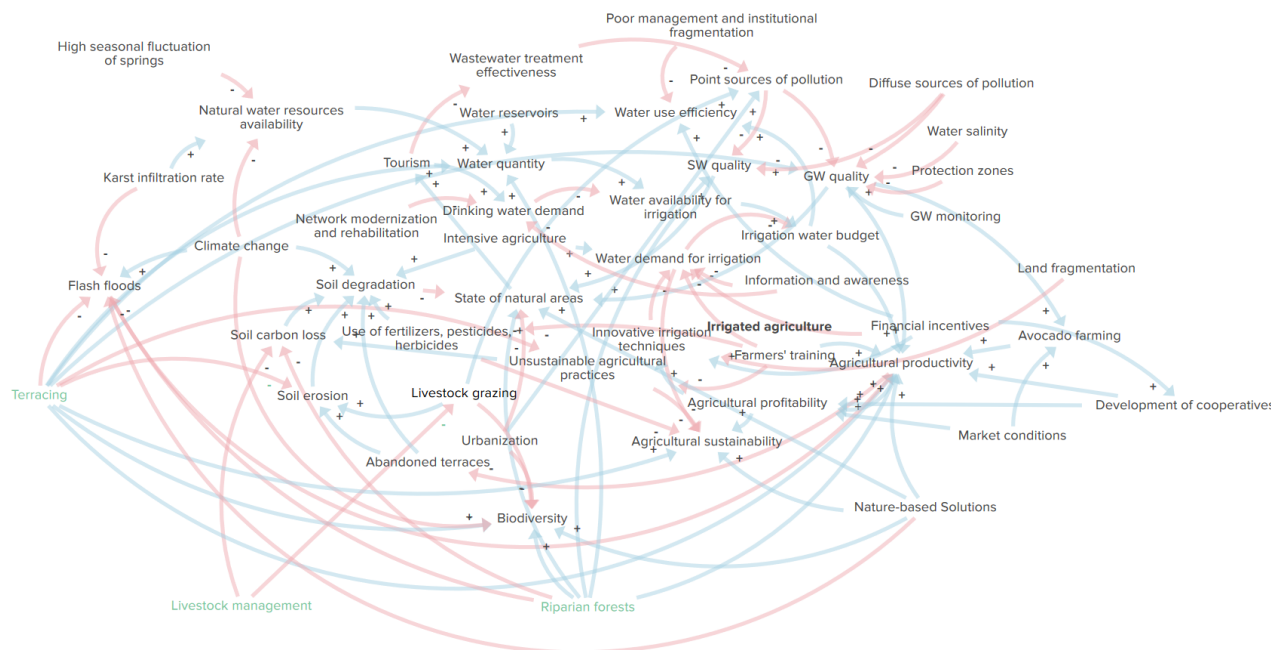 Poor management and institutional
fragmentation
High seasonal fluctuation
of springs
Wastewater treatment
effectiveness
Point sources of pollution
Diffuse sources of pollution
Natural water resources
availability
Water reservoirs
Water use efficiency
Water salinity
Tourism
Water quantity
SW quality
GW quality
Protection zones
Karst infiltration rate
Network modernization
and rehabilitation
Drinking water demand
Water availability for
irrigation
GW monitoring
Climate change
Intensive agriculture
Irrigation water budget
Water demand for irrigation
Land fragmentation
Flash floods
Soil degradation
State of natural areas
Information and awareness
Soil carbon loss
Use of fertilizers, pesticides,
herbicides
Innovative irrigation
techniques
Irrigated agriculture
Financial incentives
Avocado farming
Unsustainable agricultural
practices
Farmers' training
Agricultural productivity
Terracing
Soil erosion
Livestock grazing
Agricultural profitability
Development of cooperatives
Urbanization
Agricultural sustainability
Market conditions
Abandoned terraces
Biodiversity
Nature-based Solutions
Livestock management
Riparian forests